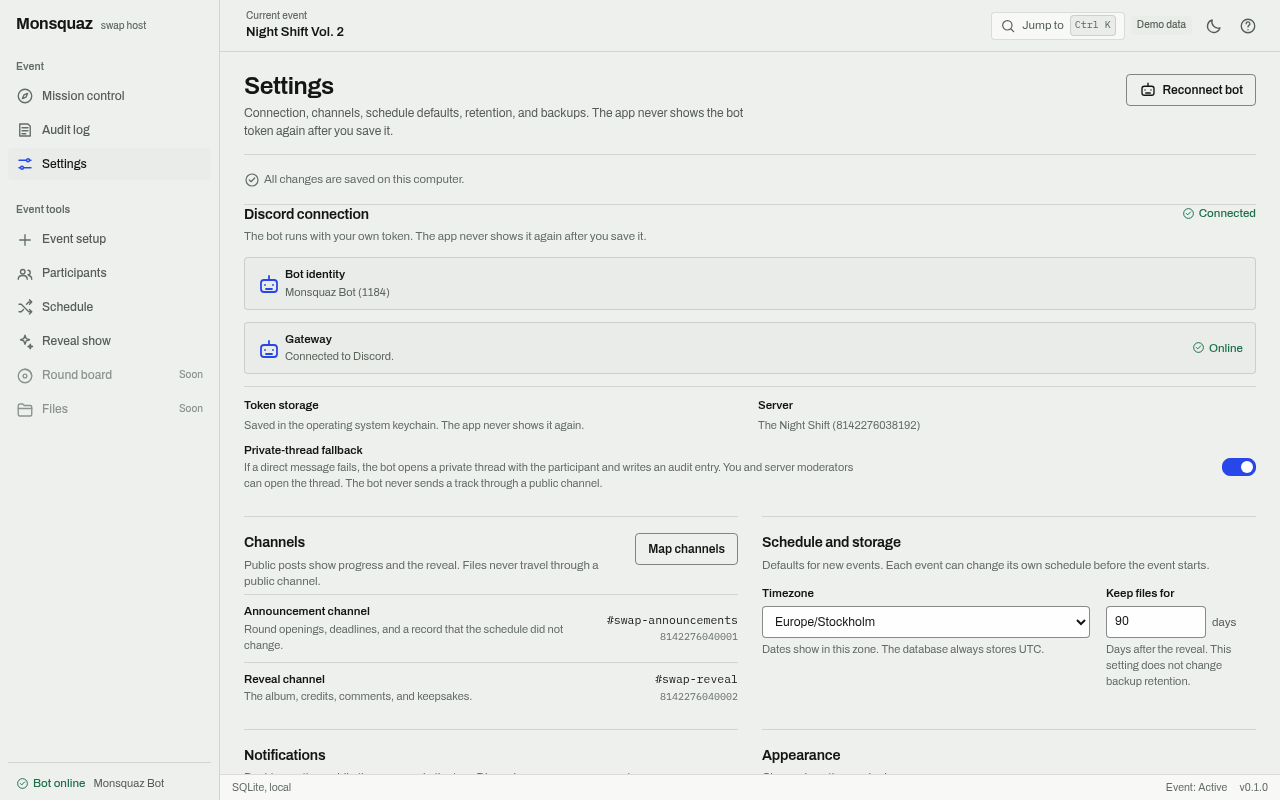 Monsquaz swap host
Event
Mission control
Audit log
Settings
Event tools
Event setup
Participants
Schedule
Reveal show
Round board Soon
Files Soon
Bot online Monsquaz Bot
Current event
Night Shift Vol. 2
Jump to Ctrl K
Demo data
Settings
Connection, channels, schedule defaults, retention, and backups. The app never shows the bot
token again after you save it.
Reconnect bot
All changes are saved on this computer.
Discord connection
Connected
The bot runs with your own token. The app never shows it again after you save it.
Bot identity
Monsquaz Bot (1184)
Gateway
Connected to Discord.
Online
Token storage
Saved in the operating system keychain. The app never shows it again.
Server
The Night Shift (8142276038192)
Private-thread fallback
If a direct message fails, the bot opens a private thread with the participant and writes an audit entry. You and server moderators
can open the thread. The bot never sends a track through a public channel.
Channels
Public posts show progress and the reveal. Files never travel through a
public channel.
Map channels
Announcement channel
Round openings, deadlines, and a record that the schedule did not
change.
#swap-announcements
8142276040001
Reveal channel
The album, credits, comments, and keepsakes.
#swap-reveal
8142276040002
Schedule and storage
Defaults for new events. Each event can change its own schedule before the event starts.
Timezone
Europe/Stockholm
Dates show in this zone. The database always stores UTC.
Keep files for
90 days
Days after the reveal. This
setting does not change
backup retention.
Notifications
Appearance
SQLite, local
Event: Active v0.1.0